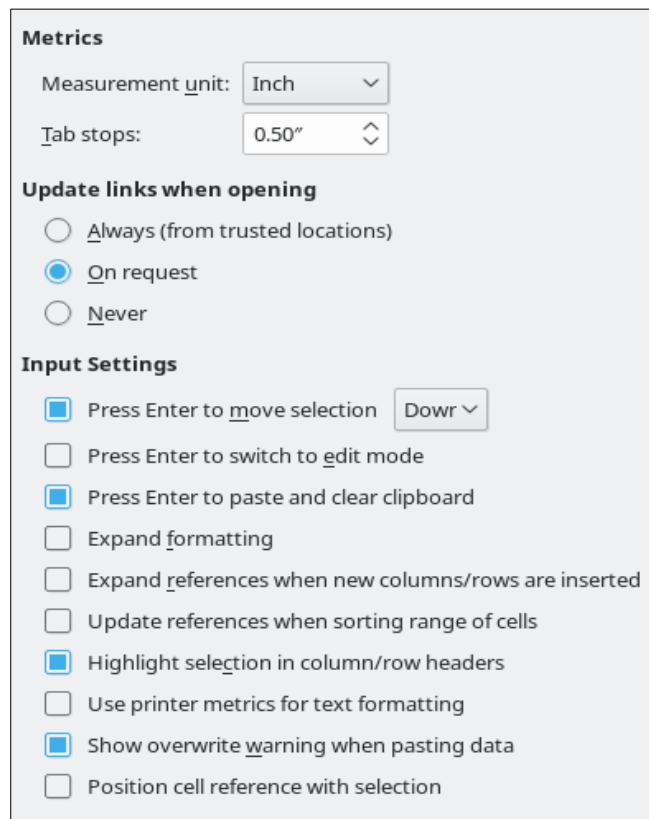 Metrics
Measurement unit: Inch
Tab stops: 0.50″
Update links when opening
Always (from trusted locations)
On request
Never
Input Settings
Press Enter to move selection Dowr
Press Enter to switch to edit mode
Press Enter to paste and clear clipboard
Expand formatting
Expand references when new columns/rows are inserted
Update references when sorting range of cells
Highlight selection in column/row headers
Use printer metrics for text formatting
Show overwrite warning when pasting data
Position cell reference with selection